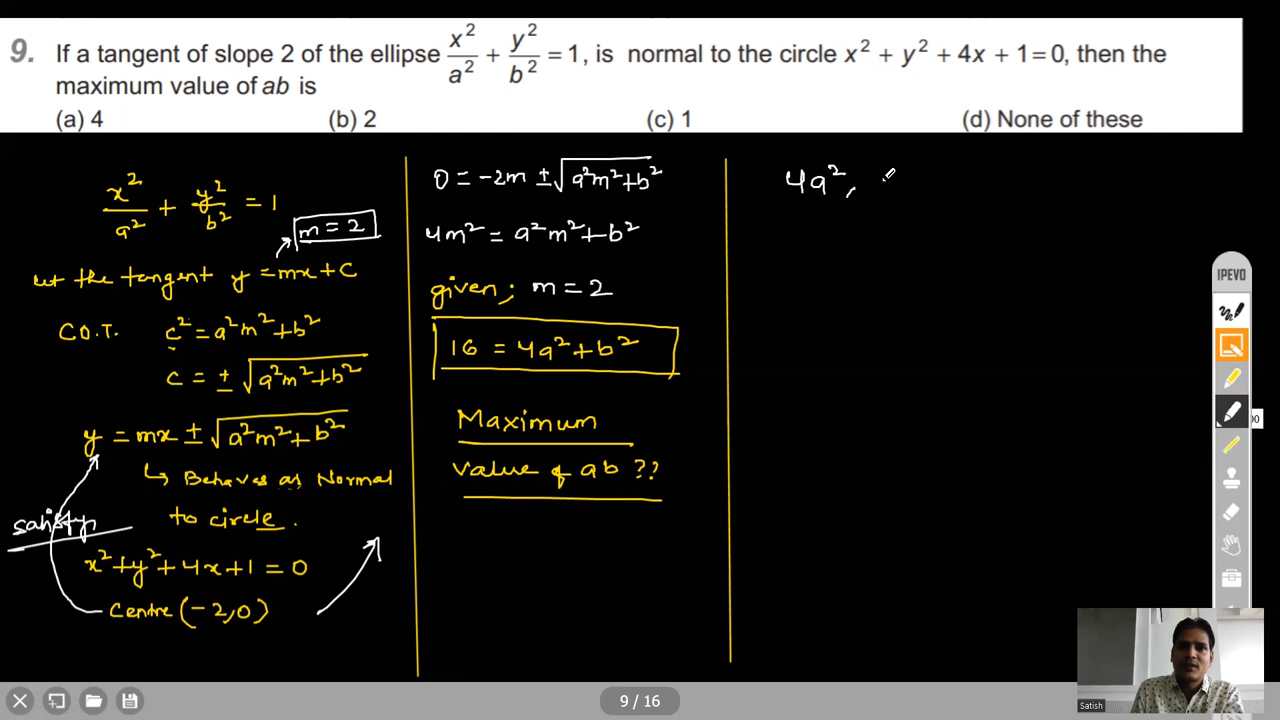 9. If a tangent of slope 2 of the ellipse x²/a² + y²/b² = 1, is normal to the circle x² + y² + 4x + 1 = 0, then the
maximum value of ab is
(a) 4 (b) 2 (c) 1 (d) None of these
x²/a² + y²/b² = 1
m = 2
let the tangent y = mx + c
C.O.T. c² = a²m² + b²
c = ± √(a²m² + b²)
y = mx ± √(a²m² + b²)
↳ Behaves as Normal
to circle.
satisfy
x² + y² + 4x + 1 = 0
Centre (-2, 0)
0 = -2m ± √(a²m² + b²)
4m² = a²m² + b²
given; m = 2
16 = 4a² + b²
Maximum
value of ab ??
4a²,
IPEVO
00
Satish
9 / 16